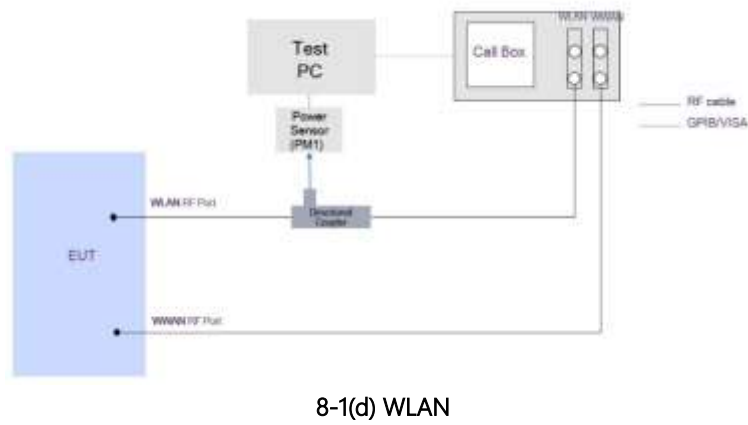 WLAN WWAN
Test
PC
Call Box
Power
Sensor
(PM1)
RF cable
GPIB/VISA
WLAN RF Port
Directional
Coupler
EUT
WWAN RF Port
8-1(d) WLAN